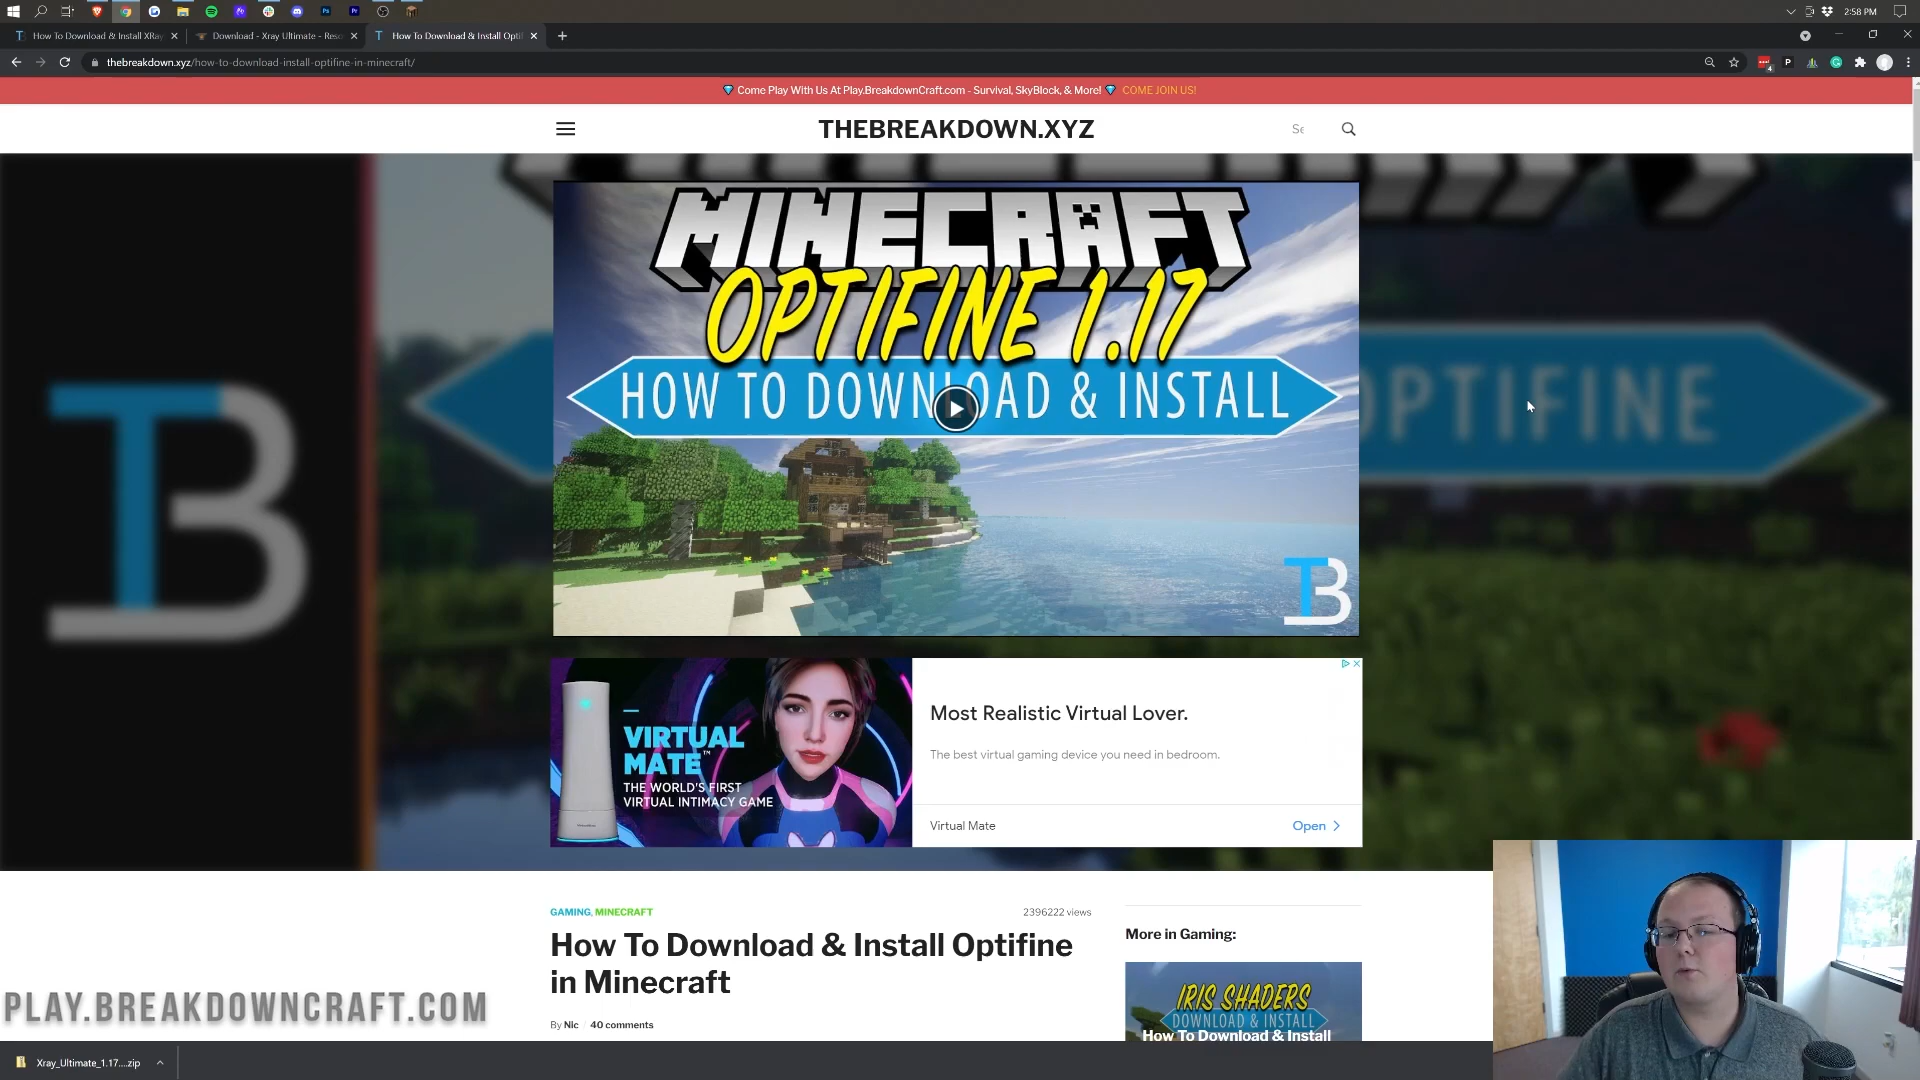 2:58 PM
How To Download & Install XRay
Download - Xray Ultimate - Reso
How To Download & Install Optif
thebreakdown.xyz/how-to-download-install-optifine-in-minecraft/
Come Play With Us At Play.BreakdownCraft.com - Survival, SkyBlock, & More! COME JOIN US!
THEBREAKDOWN.XYZ
Se
MINECRAFT
OPTIFINE 1.17
HOW TO DOWNLOAD & INSTALL
TB
TB
OPTIFINE
VIRTUAL
MATE™
THE WORLD'S FIRST
VIRTUAL INTIMACY GAME
Most Realistic Virtual Lover.
The best virtual gaming device you need in bedroom.
Virtual Mate
Open
GAMING, MINECRAFT
2396222 views
How To Download & Install Optifine
in Minecraft
By Nic / 40 comments
More in Gaming:
IRIS SHADERS
DOWNLOAD & INSTALL
How To Download & Install
PLAY.BREAKDOWNCRAFT.COM
Xray_Ultimate_1.17....zip